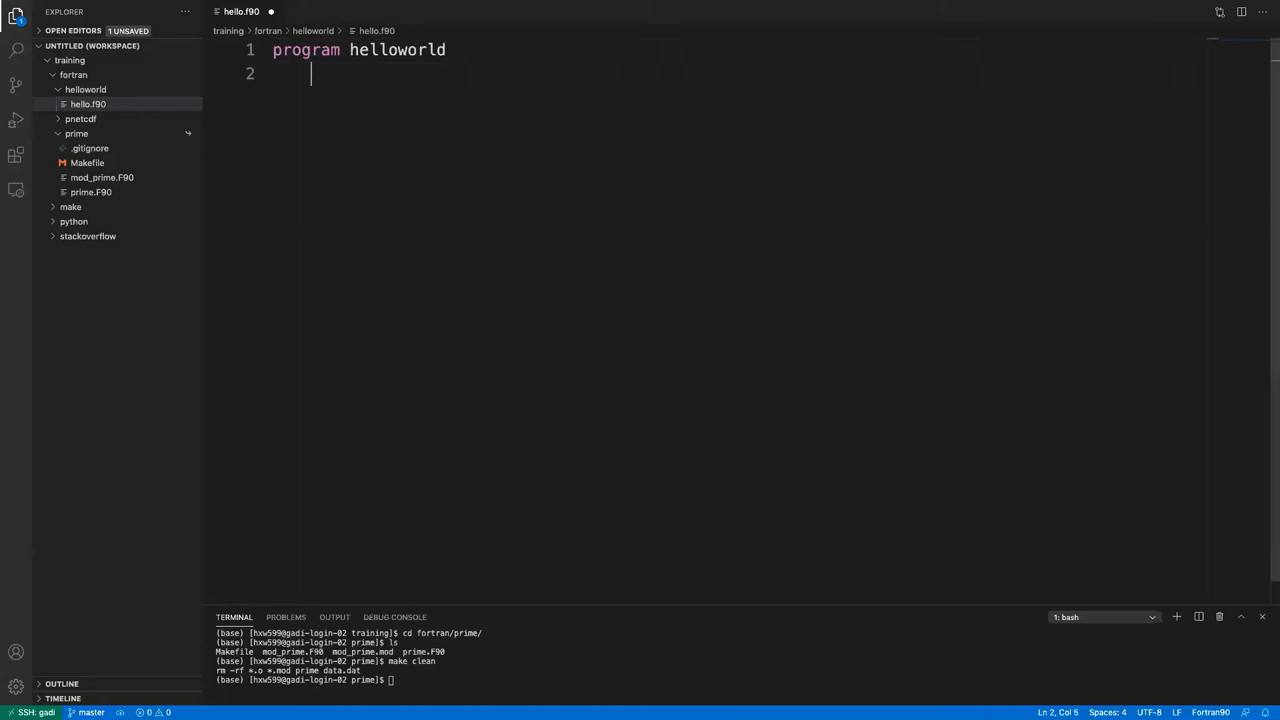 EXPLORER
hello.f90
OPEN EDITORS 1 UNSAVED
training fortran helloworld hello.f90
UNTITLED (WORKSPACE)
training
fortran
helloworld
hello.f90
pnetcdf
prime
.gitignore
M Makefile
mod_prime.F90
prime.F90
make
python
stackoverflow
1
1 program helloworld
2
TERMINAL PROBLEMS OUTPUT DEBUG CONSOLE 1: bash
(base) [hxw599@gadi-login-02 training]$ cd fortran/prime/
(base) [hxw599@gadi-login-02 prime]$ ls
Makefile mod_prime.F90 mod_prime.mod prime.F90
(base) [hxw599@gadi-login-02 prime]$ make clean
rm -rf *.o *.mod prime data.dat
(base) [hxw599@gadi-login-02 prime]$
OUTLINE
TIMELINE
SSH: gadi master 0 0 Ln 2, Col 5 Spaces: 4 UTF-8 LF Fortran90